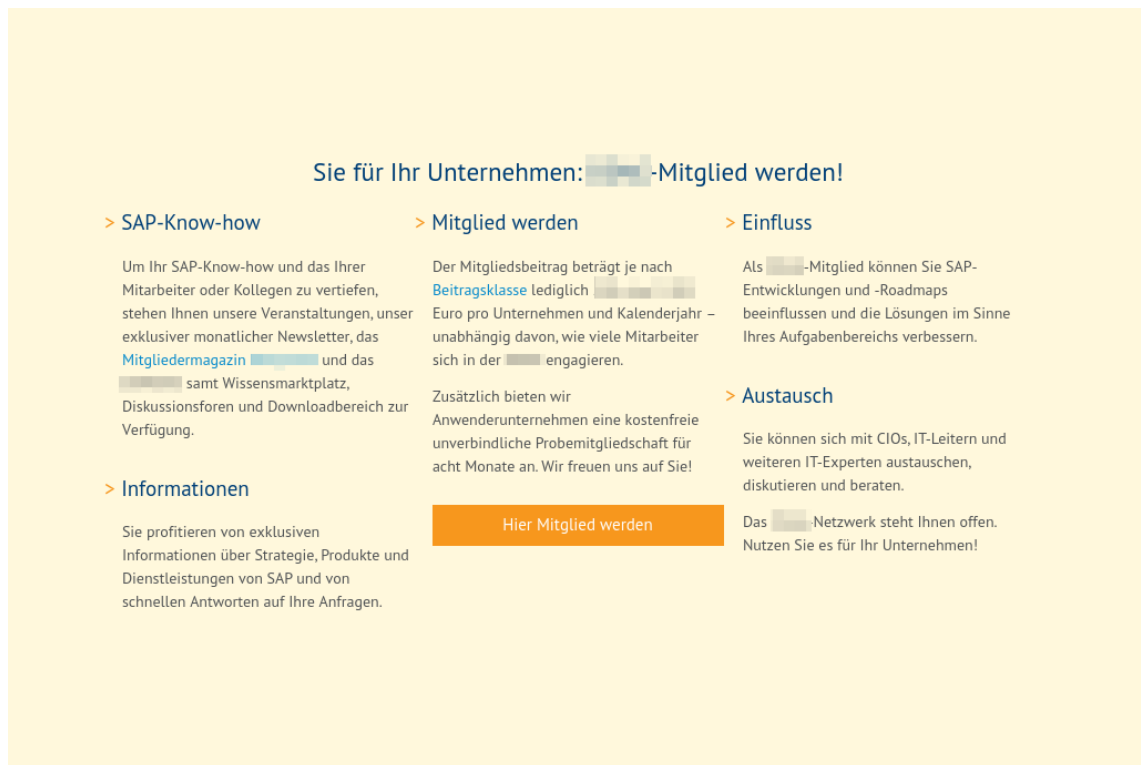 Sie für Ihr Unternehmen: -Mitglied werden!
> SAP-Know-how
Um Ihr SAP-Know-how und das Ihrer
Mitarbeiter oder Kollegen zu vertiefen,
stehen Ihnen unsere Veranstaltungen, unser
exklusiver monatlicher Newsletter, das
Mitgliedermagazin und das
samt Wissensmarktplatz,
Diskussionsforen und Downloadbereich zur
Verfügung.
> Informationen
Sie profitieren von exklusiven
Informationen über Strategie, Produkte und
Dienstleistungen von SAP und von
schnellen Antworten auf Ihre Anfragen.
> Mitglied werden
Der Mitgliedsbeitrag beträgt je nach
Beitragsklasse lediglich
Euro pro Unternehmen und Kalenderjahr –
unabhängig davon, wie viele Mitarbeiter
sich in der engagieren.
Zusätzlich bieten wir
Anwenderunternehmen eine kostenfreie
unverbindliche Probemitgliedschaft für
acht Monate an. Wir freuen uns auf Sie!
Hier Mitglied werden
> Einfluss
Als -Mitglied können Sie SAP-
Entwicklungen und -Roadmaps
beeinflussen und die Lösungen im Sinne
Ihres Aufgabenbereichs verbessern.
> Austausch
Sie können sich mit CIOs, IT-Leitern und
weiteren IT-Experten austauschen,
diskutieren und beraten.
Das -Netzwerk steht Ihnen offen.
Nutzen Sie es für Ihr Unternehmen!